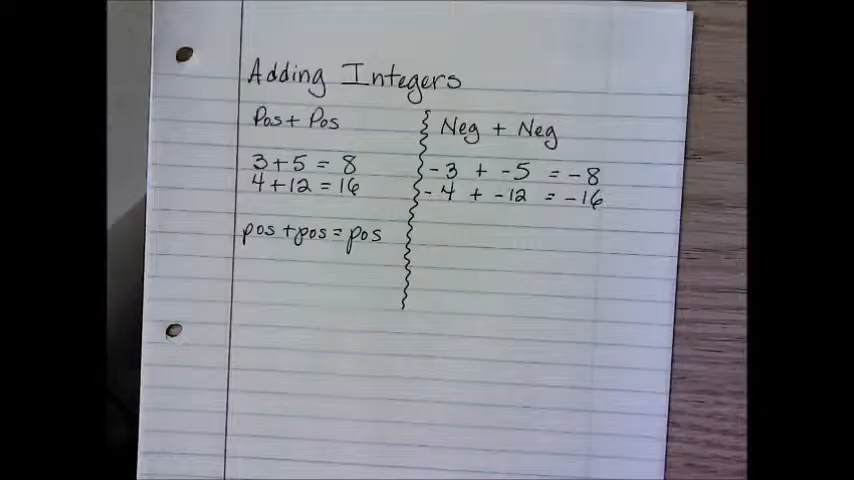 Adding Integers
Pos + Pos
3 + 5 = 8
4 + 12 = 16
pos + pos = pos
Neg + Neg
-3 + -5 = -8
-4 + -12 = -16